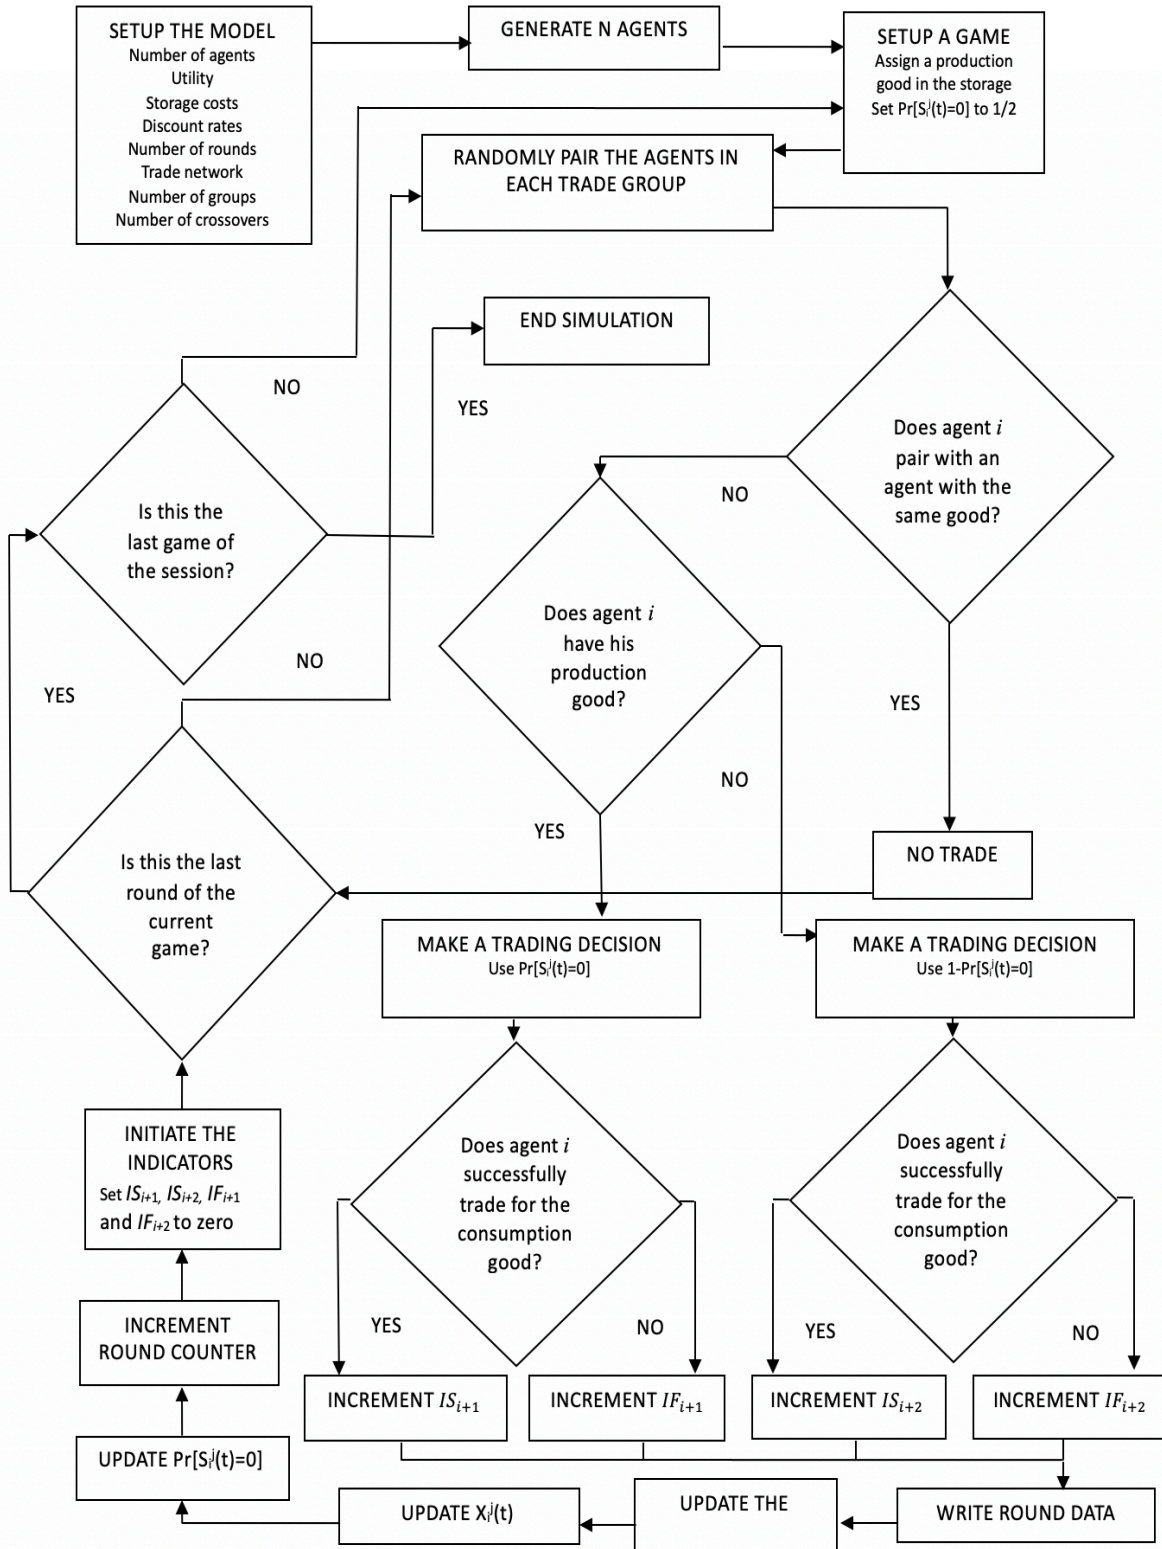 SETUP THE MODEL
Number of agents
Utility
Storage costs
Discount rates
Number of rounds
Trade network
Number of groups
Number of crossovers
GENERATE N AGENTS
SETUP A GAME
Assign a production
good in the storage
Set Pr[Sᵢʲ(t)=0] to 1/2
RANDOMLY PAIR THE AGENTS IN
EACH TRADE GROUP
END SIMULATION
NO
YES
Does agent i
pair with an
agent with the
same good?
NO
YES
Is this the
last game of
the session?
NO
YES
Does agent i
have his
production
good?
NO
YES
NO TRADE
Is this the last
round of the
current
game?
MAKE A TRADING DECISION
Use Pr[Sᵢʲ(t)=0]
MAKE A TRADING DECISION
Use 1-Pr[Sᵢʲ(t)=0]
INITIATE THE
INDICATORS
Set ISᵢ₊₁, ISᵢ₊₂, IFᵢ₊₁
and IFᵢ₊₂ to zero
Does agent i
successfully
trade for the
consumption
good?
Does agent i
successfully
trade for the
consumption
good?
YES
NO
YES
NO
INCREMENT
ROUND COUNTER
INCREMENT ISᵢ₊₁
INCREMENT IFᵢ₊₁
INCREMENT ISᵢ₊₂
INCREMENT IFᵢ₊₂
UPDATE Pr[Sᵢʲ(t)=0]
UPDATE Xᵢʲ(t)
UPDATE THE
WRITE ROUND DATA